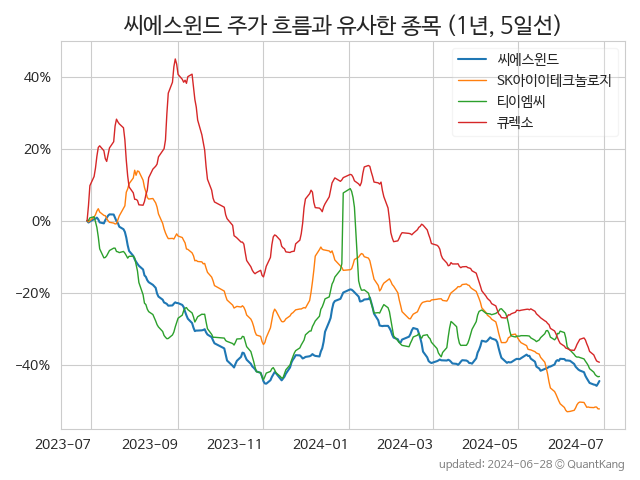 씨에스윈드 주가 흐름과 유사한 종목 (1년, 5일선)
씨에스윈드
SK아이이테크놀로지
티이엠씨
큐렉소
40%
20%
0%
−20%
−40%
2023-07
2023-09
2023-11
2024-01
2024-03
2024-05
2024-07
updated: 2024-06-28 © QuantKang